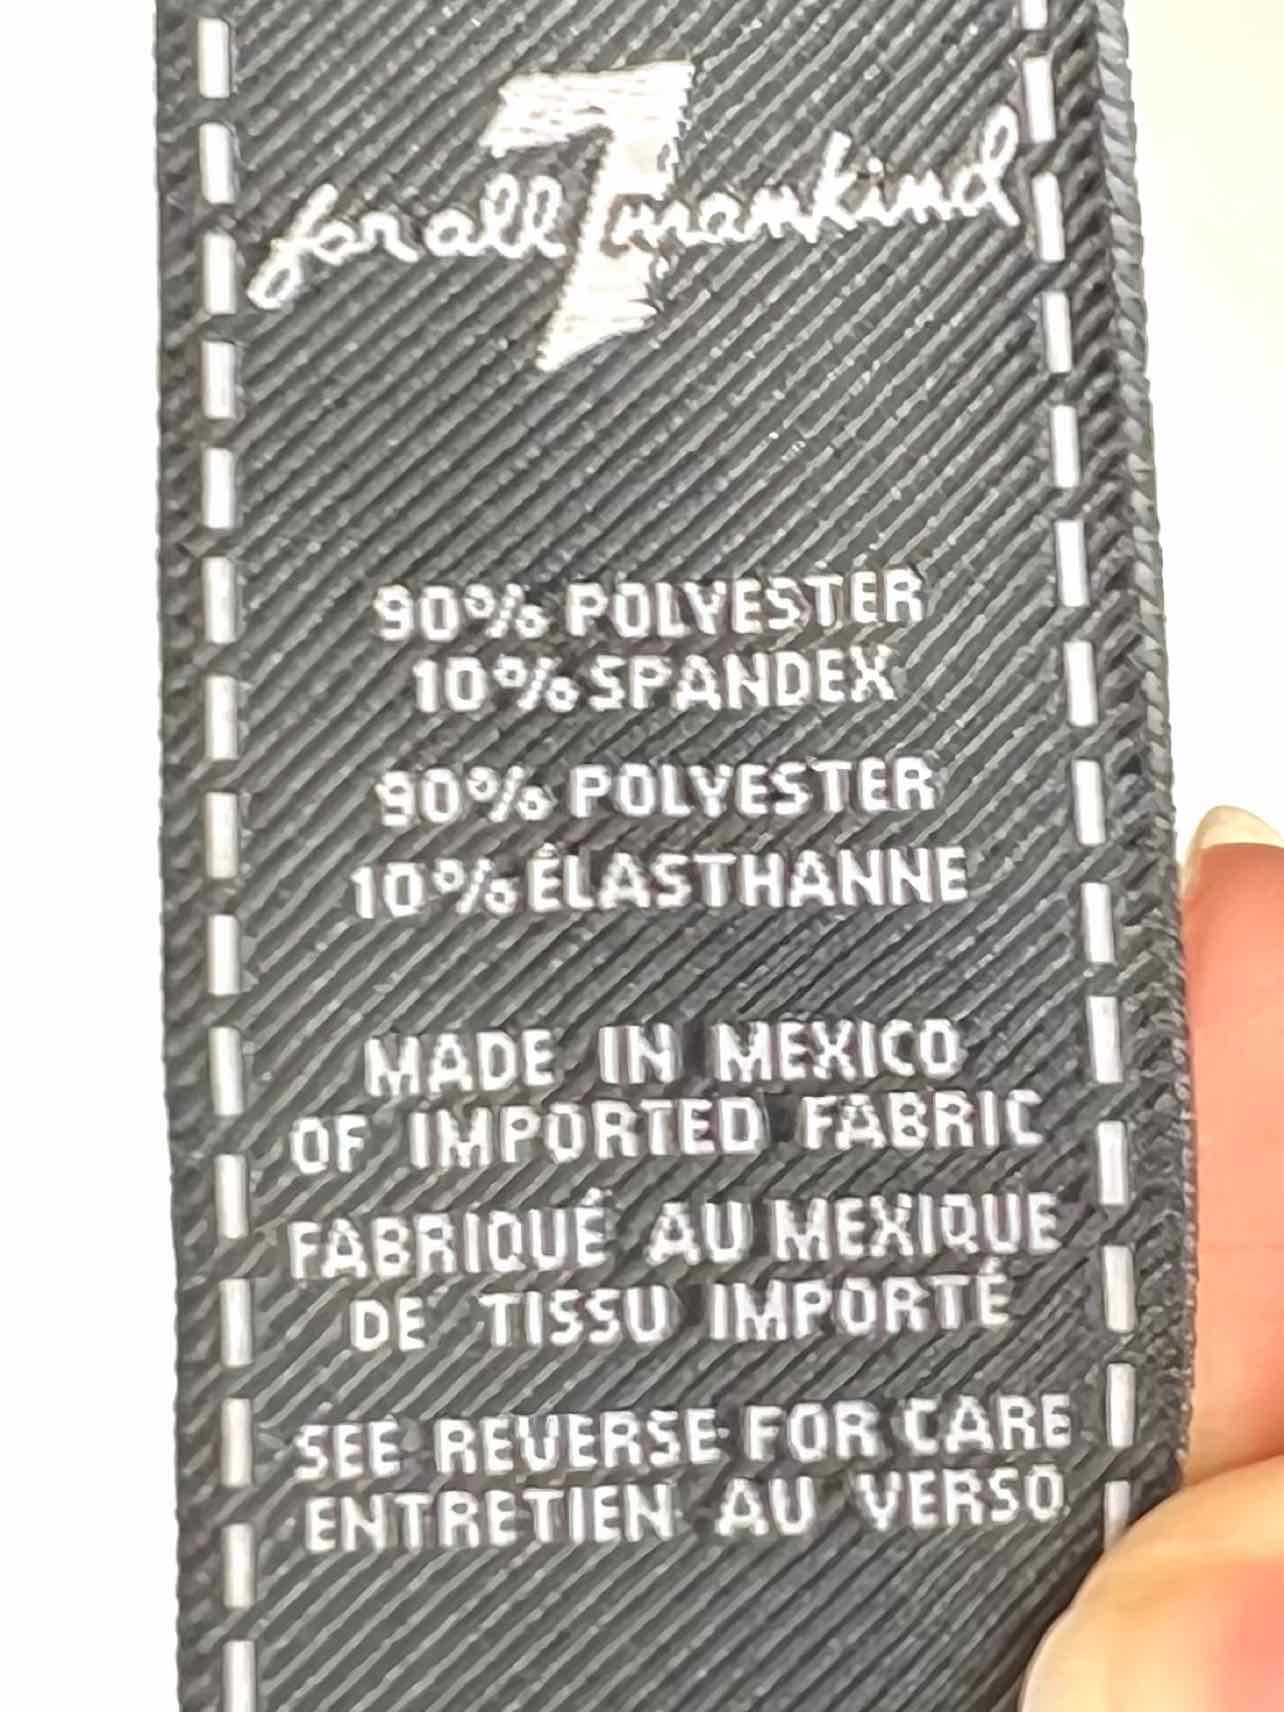 for all 7 mankind
90% POLYESTER
10% SPANDEX
90% POLYESTER
10% ÉLASTHANNE
MADE IN MEXICO
OF IMPORTED FABRIC
FABRIQUÉ AU MEXIQUE
DE TISSU IMPORTÉ
SEE REVERSE FOR CARE
ENTRETIEN AU VERSO